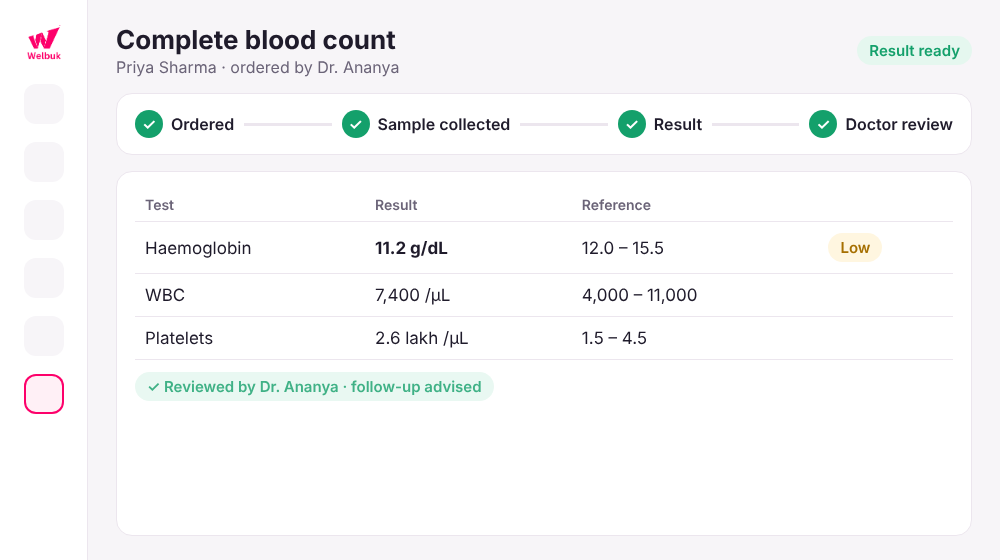 Welbuk
Complete blood count
Priya Sharma · ordered by Dr. Ananya
Result ready
Ordered
Sample collected
Result
Doctor review
Test Result Reference
Haemoglobin 11.2 g/dL 12.0 – 15.5 Low
WBC 7,400 /µL 4,000 – 11,000
Platelets 2.6 lakh /µL 1.5 – 4.5
✓ Reviewed by Dr. Ananya · follow-up advised